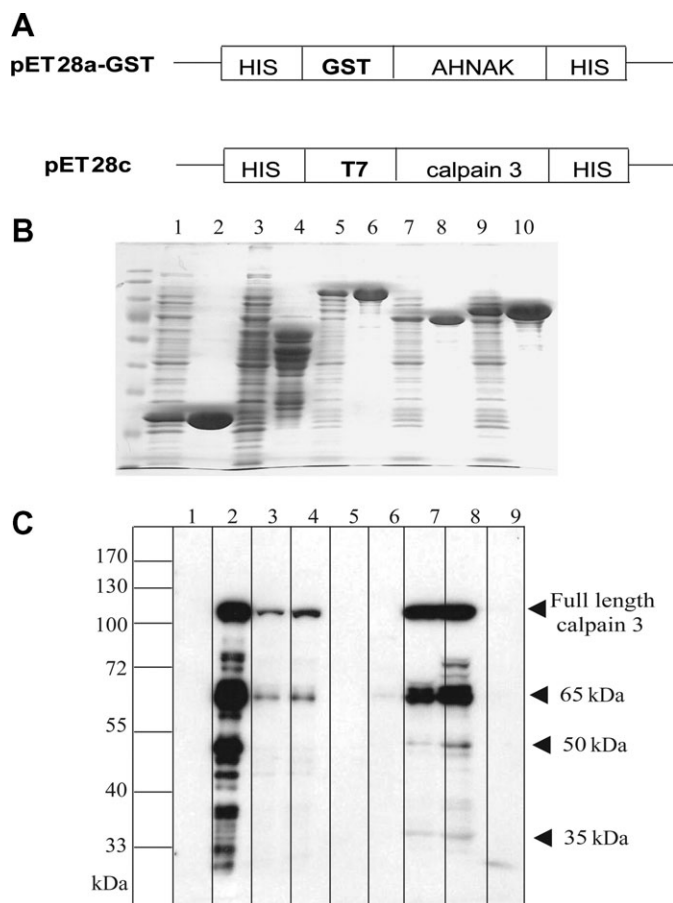 A
pET28a-GST HIS GST AHNAK HIS
pET28c HIS T7 calpain 3 HIS
B
1 2 3 4 5 6 7 8 9 10
C
1 2 3 4 5 6 7 8 9
170
130
100
72
55
40
33
kDa
Full length
calpain 3
65 kDa
50 kDa
35 kDa